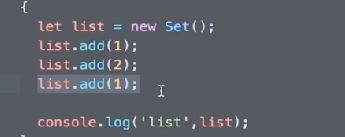 {
let list = new Set();
list.add(1);
list.add(2);
list.add(1);
console.log('list',list);